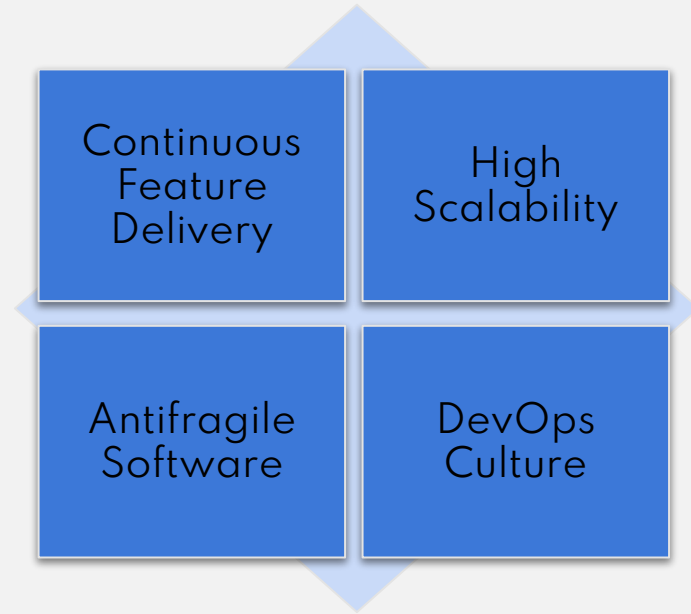 Continuous
Feature
Delivery
High
Scalability
Antifragile
Software
DevOps
Culture